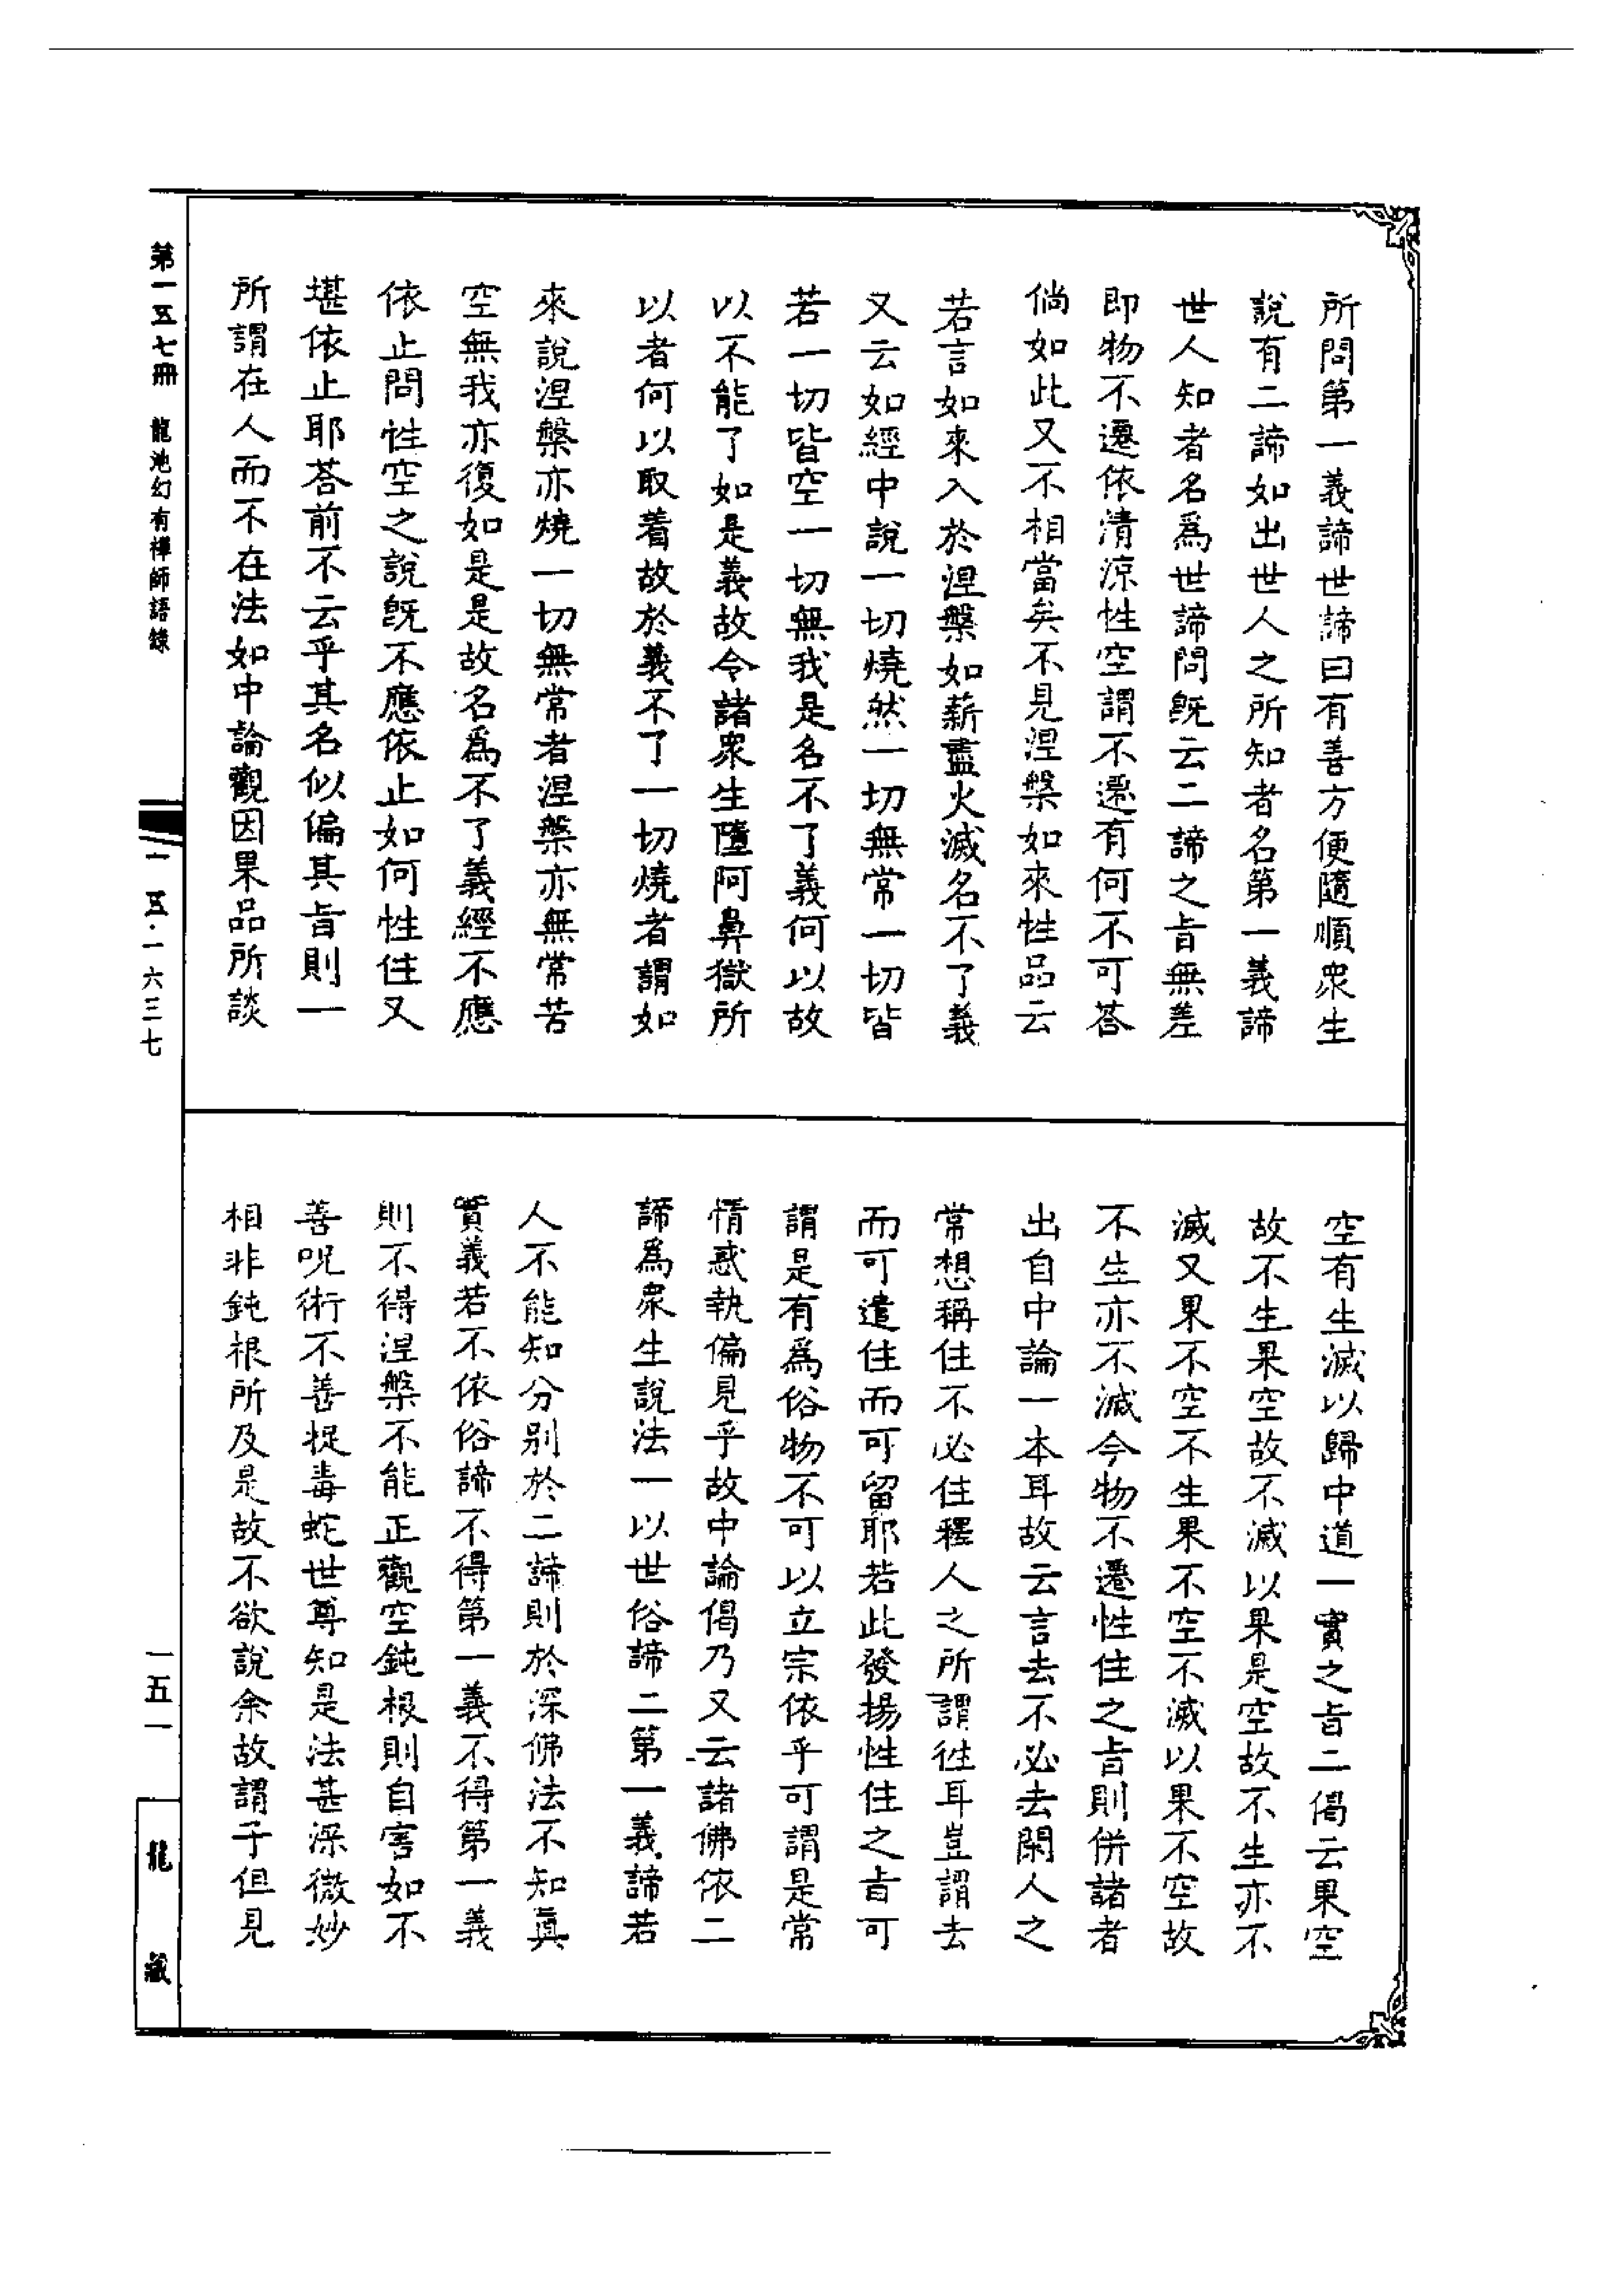 所問第一義諦世諦曰有善方便隨順衆生
說有二諦如出世人之所知者名第一義諦
世人知者名爲世諦問旣云二諦之旨無差
即物不遷依清涼性空謂不遷有何不可荅
倘如此又不相當矣不見涅槃如來性品云
若言如來入於涅槃如薪盡火滅名不了義
又云如經中說一切燒然一切無常一切皆
若一切皆空一切無我是名不了義何以故
以不能了如是義故令諸衆生墮阿鼻獄所
以者何以取着故於義不了一切燒者謂如
來說涅槃亦燒一切無常者涅槃亦無常苦
空無我亦復如是是故名爲不了義經不應
依止問性空之說旣不應依止如何性住又
堪依止耶荅前不云乎其名似偏其旨則一
所謂在人而不在法如中論觀因果品所談
空有生滅以歸中道一實之旨二偈云果空
故不生果空故不滅以果是空故不生亦不
滅又果不空不生果不空不滅以果不空故
不生亦不滅今物不遷性住之旨則併諸者
出自中論一本耳故云言去不必去閑人之
常想稱住不必住釋人之所謂徃耳豈謂去
而可遣住而可留耶若此發揚性住之旨可
謂是有爲俗物不可以立宗依乎可謂是常
情惑執偏見乎故中論偈乃又云諸佛依二
諦爲衆生說法一以世俗諦二第一義諦若
人不能知分别於二諦則於深佛法不知真
實義若不依俗諦不得第一義不得第一義
則不得涅槃不能正觀空鈍根則自害如不
善呪術不善捉毒蛇世尊知是法甚深微妙
相非鈍根所及是故不欲說余故謂于但見
第一五七冊 龍池幻有禪師語錄
一五·一六三七
一五一
龍藏